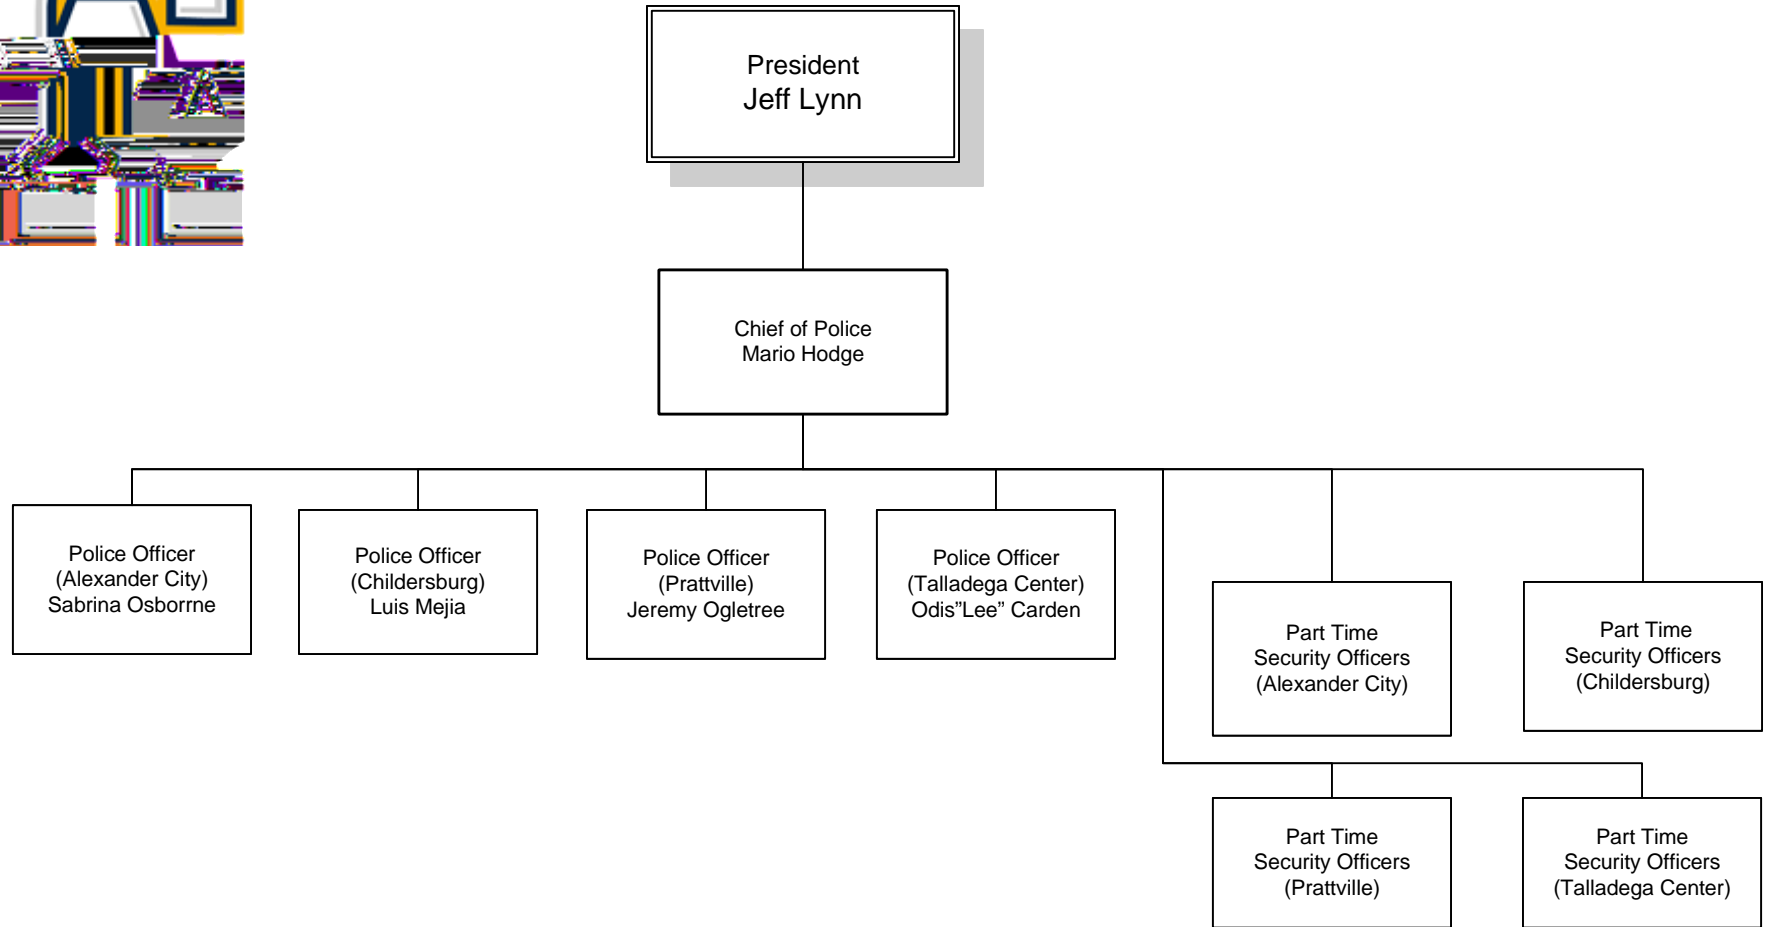 President
Jeff Lynn
Chief of Police
Mario Hodge
Police Officer
(Alexander City)
Sabrina Osborrne
Police Officer
(Childersburg)
Luis Mejia
Police Officer
(Prattville)
Jeremy Ogletree
Police Officer
(Talladega Center)
Odis”Lee” Carden
Part Time
Security Officers
(Alexander City)
Part Time
Security Officers
(Childersburg)
Part Time
Security Officers
(Prattville)
Part Time
Security Officers
(Talladega Center)